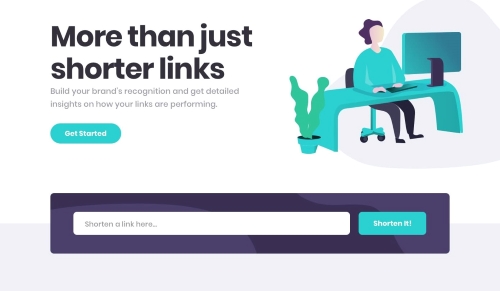 More than just
shorter links
Build your brand's recognition and get detailed
insights on how your links are performing.
Get Started
Shorten a link here...
Shorten It!